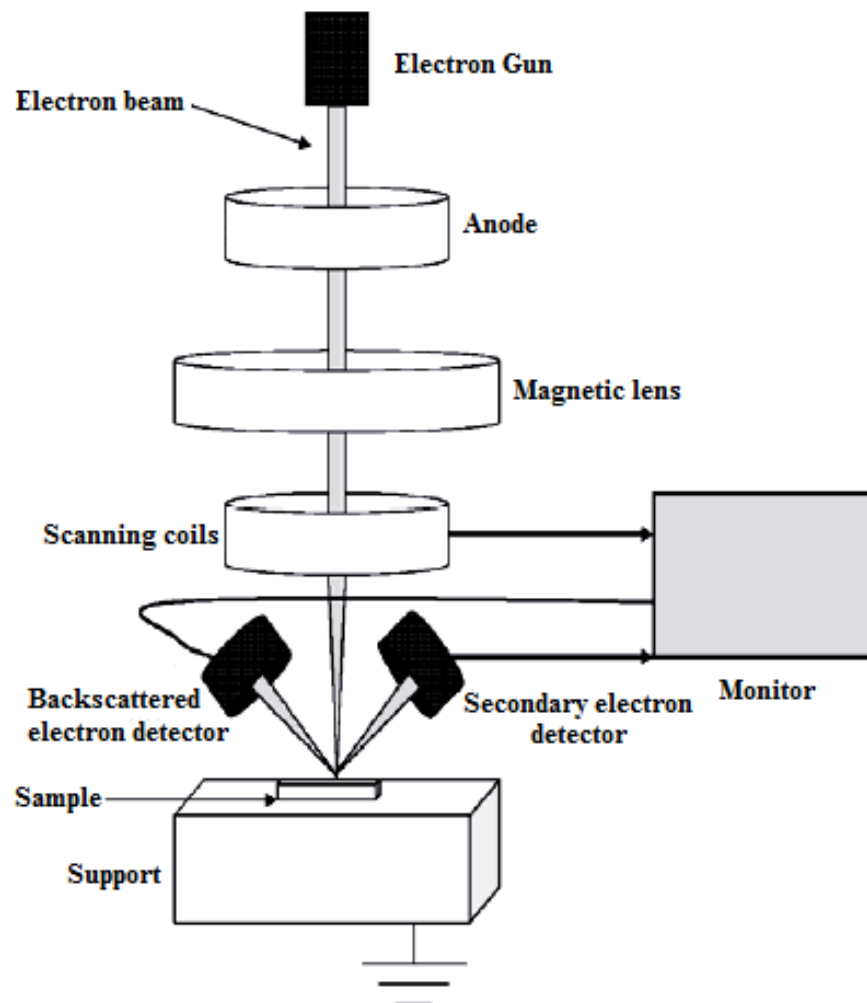 Electron Gun
Electron beam
Anode
Magnetic lens
Scanning coils
Backscattered
electron detector
Secondary electron
detector
Monitor
Sample
Support